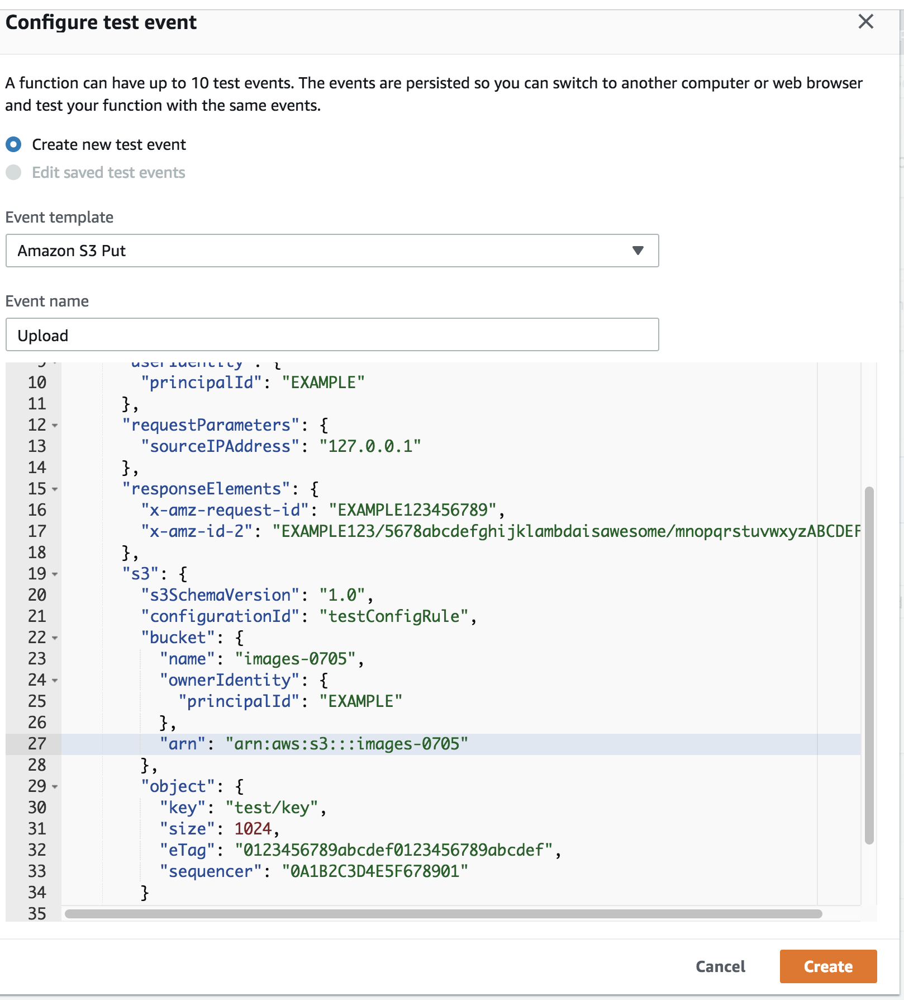 Configure test event
A function can have up to 10 test events. The events are persisted so you can switch to another computer or web browser
and test your function with the same events.
Create new test event
Edit saved test events
Event template
Amazon S3 Put
Event name
Upload
9 "userIdentity": {
10 "principalId": "EXAMPLE"
11 },
12 "requestParameters": {
13 "sourceIPAddress": "127.0.0.1"
14 },
15 "responseElements": {
16 "x-amz-request-id": "EXAMPLE123456789",
17 "x-amz-id-2": "EXAMPLE123/5678abcdefghijklambdaisawesome/mnopqrstuvwxyzABCDEF
18 },
19 "s3": {
20 "s3SchemaVersion": "1.0",
21 "configurationId": "testConfigRule",
22 "bucket": {
23 "name": "images-0705",
24 "ownerIdentity": {
25 "principalId": "EXAMPLE"
26 },
27 "arn": "arn:aws:s3:::images-0705"
28 },
29 "object": {
30 "key": "test/key",
31 "size": 1024,
32 "eTag": "0123456789abcdef0123456789abcdef",
33 "sequencer": "0A1B2C3D4E5F678901"
34 }
35
Cancel
Create